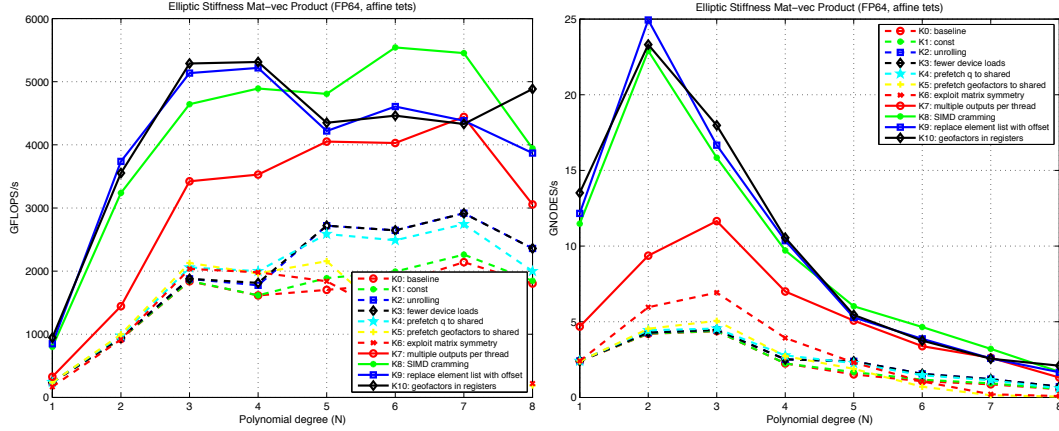 Elliptic Stiffness Mat−vec Product (FP64, affine tets)
6000
5000
4000
3000
2000
1000
0
GFLOPS/s
K0: baseline
K1: const
K2: unrolling
K3: fewer device loads
K4: prefetch q to shared
K5: prefetch geofactors to shared
K6: exploit matrix symmetry
K7: multiple outputs per thread
K8: SIMD cramming
K9: replace element list with offset
K10: geofactors in registers
1 2 3 4 5 6 7 8
Polynomial degree (N)
Elliptic Stiffness Mat−vec Product (FP64, affine tets)
25
20
15
10
5
0
GNODES/s
K0: baseline
K1: const
K2: unrolling
K3: fewer device loads
K4: prefetch q to shared
K5: prefetch geofactors to shared
K6: exploit matrix symmetry
K7: multiple outputs per thread
K8: SIMD cramming
K9: replace element list with offset
K10: geofactors in registers
1 2 3 4 5 6 7 8
Polynomial degree (N)